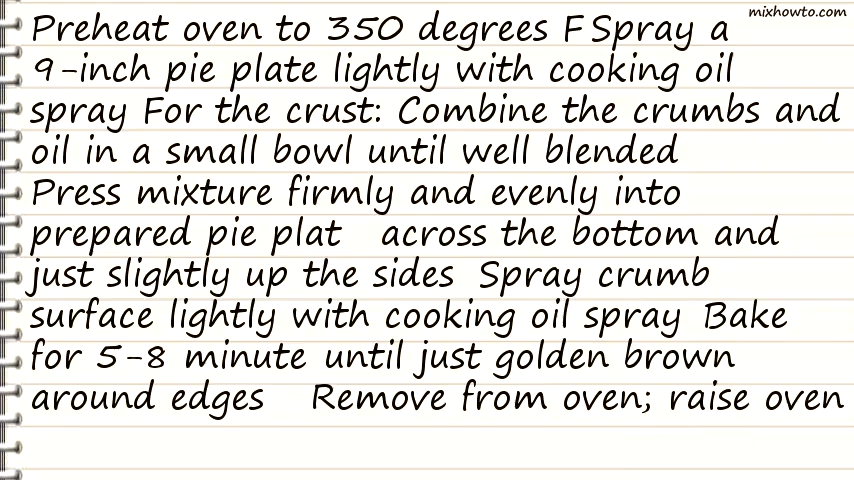 mixhowto.com
Preheat oven to 350 degrees F Spray a
9-inch pie plate lightly with cooking oil
spray For the crust: Combine the crumbs and
oil in a small bowl until well blended
Press mixture firmly and evenly into
prepared pie plat across the bottom and
just slightly up the sides Spray crumb
surface lightly with cooking oil spray Bake
for 5-8 minute until just golden brown
around edges Remove from oven; raise oven